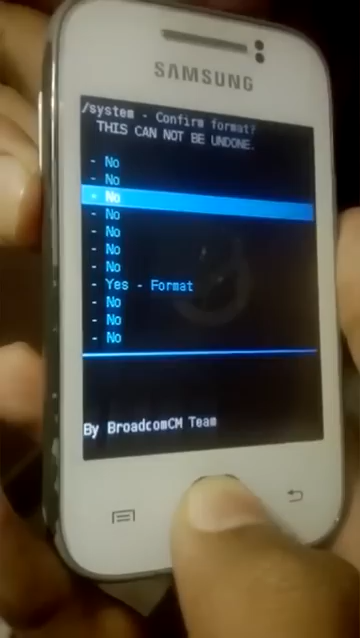 SAMSUNG
/system - Confirm format?
THIS CAN NOT BE UNDONE.
- No
- No
- No
- No
- No
- No
- No
- Yes - Format
- No
- No
- No
By BroadcomCM Team